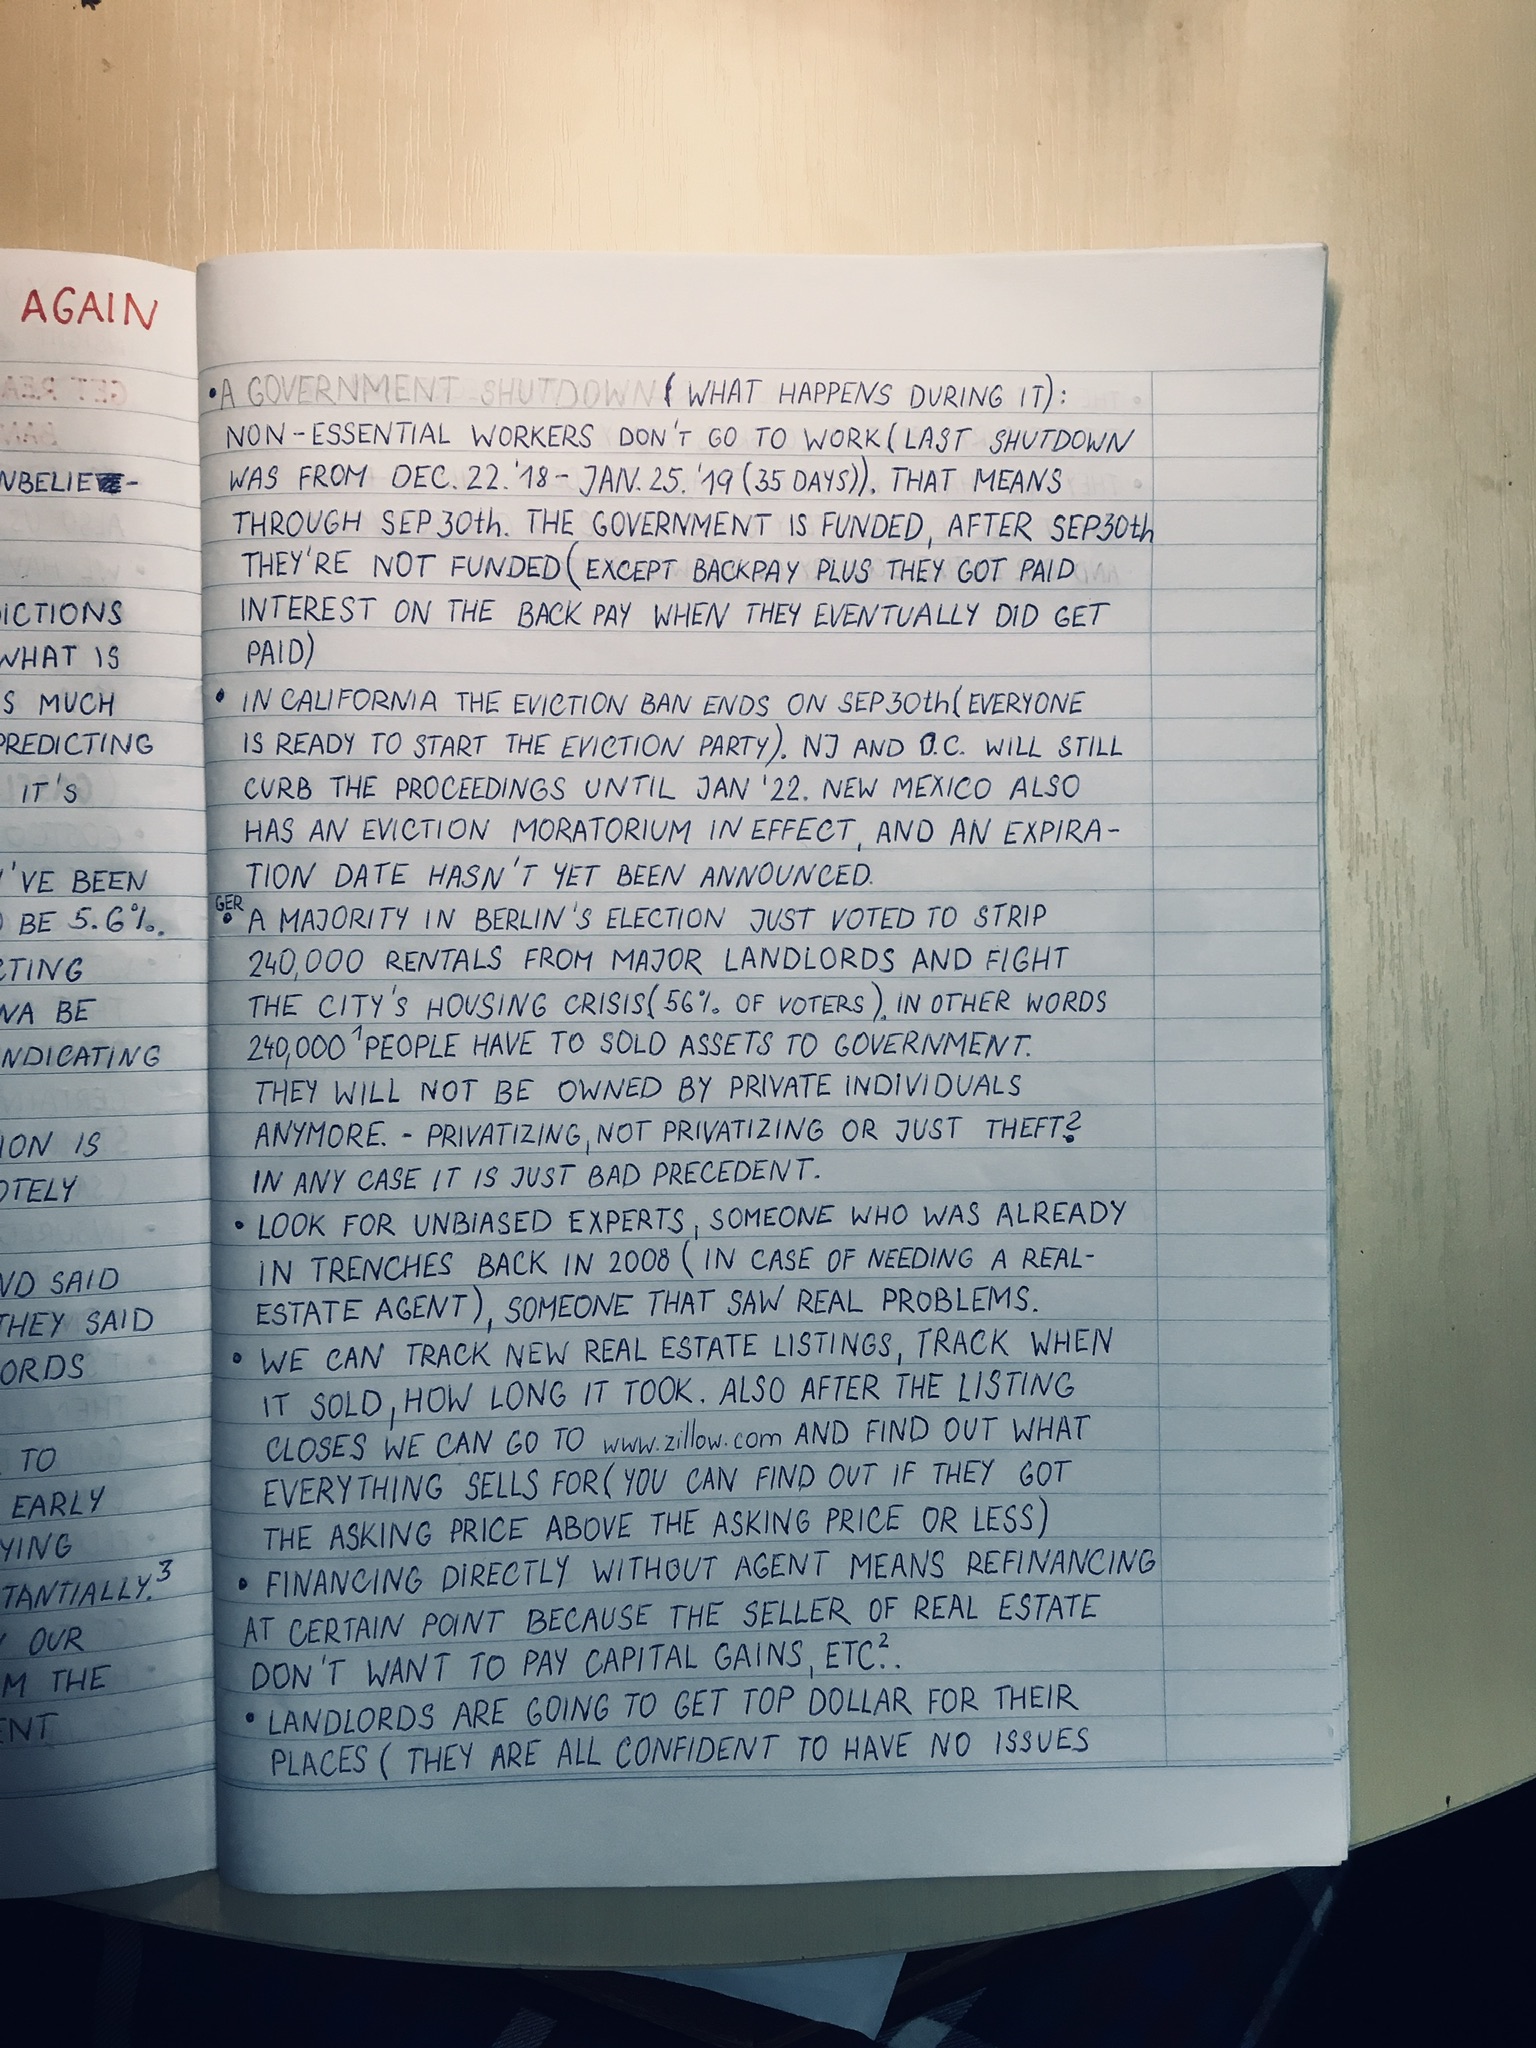 AGAIN
NBELIE
ICTIONS
WHAT IS
S MUCH
PREDICTING
IT'S
'VE BEEN
BE 5.6%.
CTING
NA BE
INDICATING
ION IS
OTELY
ND SAID
THEY SAID
ORDS
TO
EARLY
YING
TANTIALLY.³
OUR
M THE
ENT
• A GOVERNMENT SHUTDOWN ( WHAT HAPPENS DURING IT):
NON-ESSENTIAL WORKERS DON'T GO TO WORK (LAST SHUTDOWN
WAS FROM DEC. 22. '18 - JAN. 25. '19 (35 DAYS)). THAT MEANS
THROUGH SEP 30th. THE GOVERNMENT IS FUNDED, AFTER SEP 30th
THEY'RE NOT FUNDED (EXCEPT BACKPAY PLUS THEY GOT PAID
INTEREST ON THE BACK PAY WHEN THEY EVENTUALLY DID GET
PAID)
• IN CALIFORNIA THE EVICTION BAN ENDS ON SEP 30th (EVERYONE
IS READY TO START THE EVICTION PARTY). NJ AND D.C. WILL STILL
CURB THE PROCEEDINGS UNTIL JAN '22. NEW MEXICO ALSO
HAS AN EVICTION MORATORIUM IN EFFECT, AND AN EXPIRA-
TION DATE HASN'T YET BEEN ANNOUNCED.
GER
• A MAJORITY IN BERLIN'S ELECTION JUST VOTED TO STRIP
240,000 RENTALS FROM MAJOR LANDLORDS AND FIGHT
THE CITY'S HOUSING CRISIS (56% OF VOTERS). IN OTHER WORDS
240,000 ¹PEOPLE HAVE TO SOLD ASSETS TO GOVERNMENT.
THEY WILL NOT BE OWNED BY PRIVATE INDIVIDUALS
ANYMORE. - PRIVATIZING, NOT PRIVATIZING OR JUST THEFT?
IN ANY CASE IT IS JUST BAD PRECEDENT.
• LOOK FOR UNBIASED EXPERTS, SOMEONE WHO WAS ALREADY
IN TRENCHES BACK IN 2008 ( IN CASE OF NEEDING A REAL-
ESTATE AGENT), SOMEONE THAT SAW REAL PROBLEMS.
• WE CAN TRACK NEW REAL ESTATE LISTINGS, TRACK WHEN
IT SOLD, HOW LONG IT TOOK. ALSO AFTER THE LISTING
CLOSES WE CAN GO TO www.zillow.com AND FIND OUT WHAT
EVERYTHING SELLS FOR (YOU CAN FIND OUT IF THEY GOT
THE ASKING PRICE ABOVE THE ASKING PRICE OR LESS)
• FINANCING DIRECTLY WITHOUT AGENT MEANS REFINANCING
AT CERTAIN POINT BECAUSE THE SELLER OF REAL ESTATE
DON'T WANT TO PAY CAPITAL GAINS, ETC².
• LANDLORDS ARE GOING TO GET TOP DOLLAR FOR THEIR
PLACES ( THEY ARE ALL CONFIDENT TO HAVE NO ISSUES